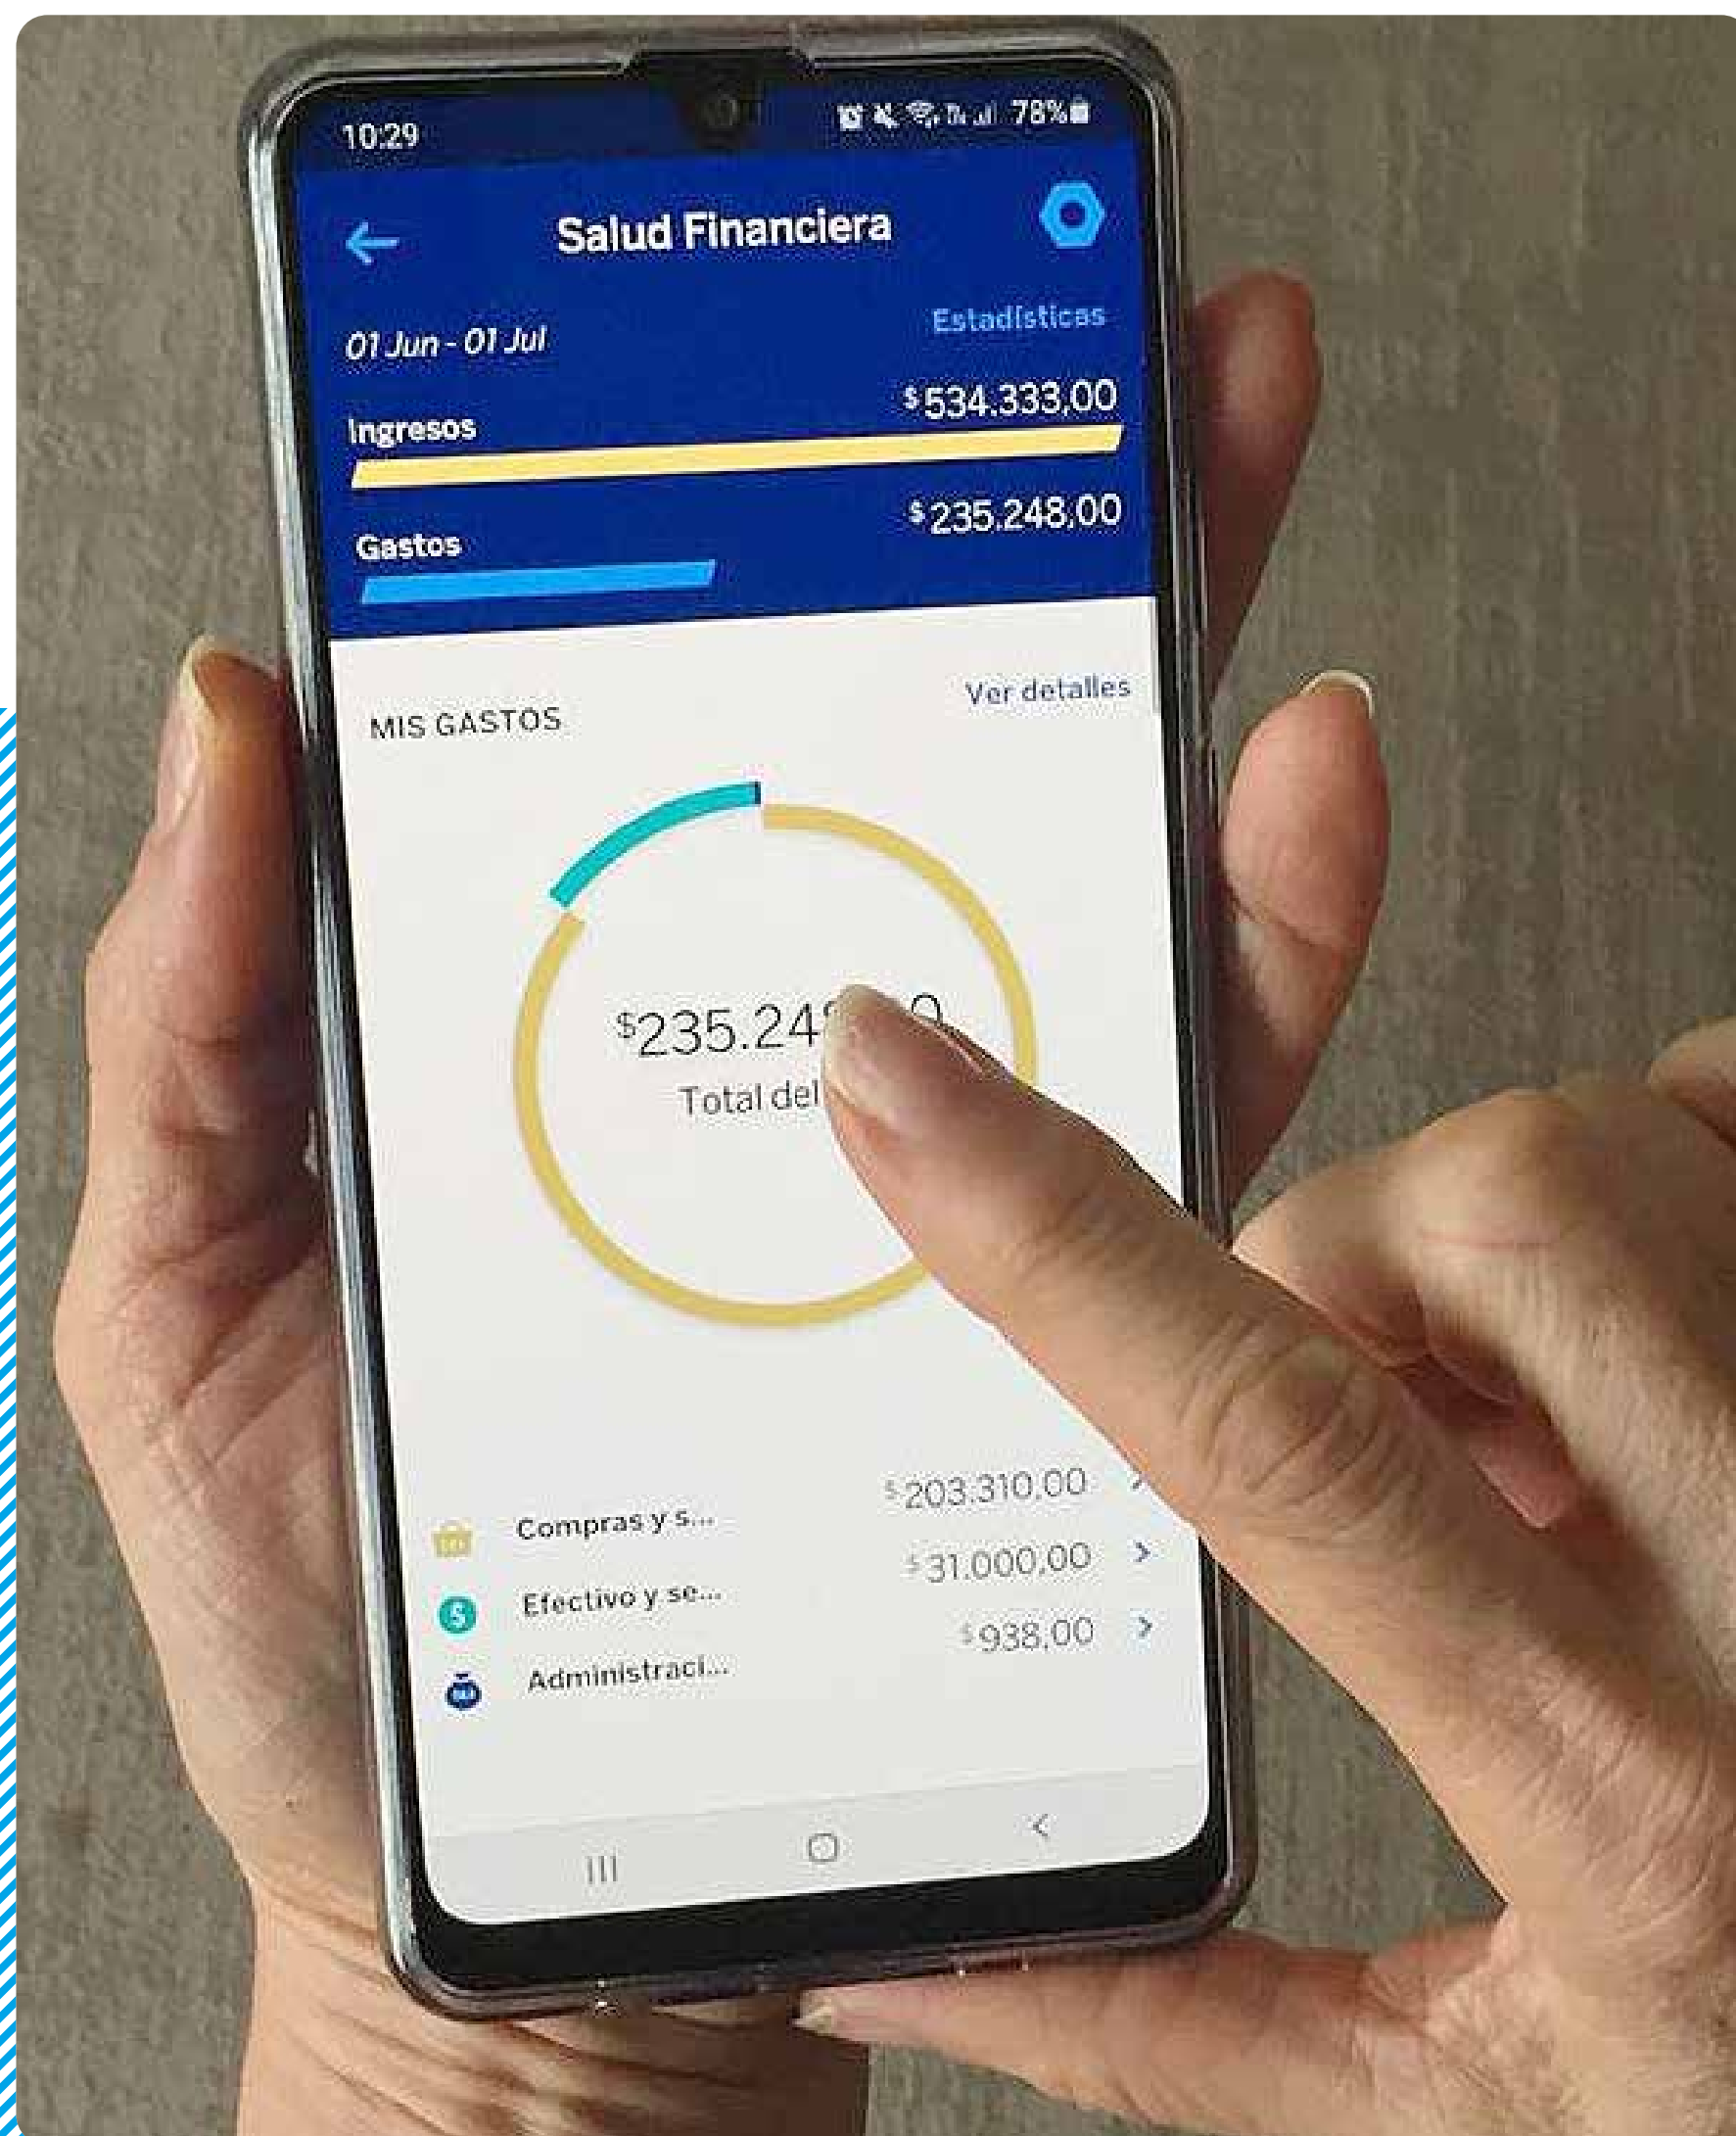 10:29
78%
Salud Financiera
01 Jun - 01 Jul
Estadísticas
Ingresos
$534.333,00
Gastos
$235.248,00
MIS GASTOS
Ver detalles
$235.24
Total del
Compras y s...
$203.310,00
Efectivo y se...
$31.000,00
Administraci...
$938,00